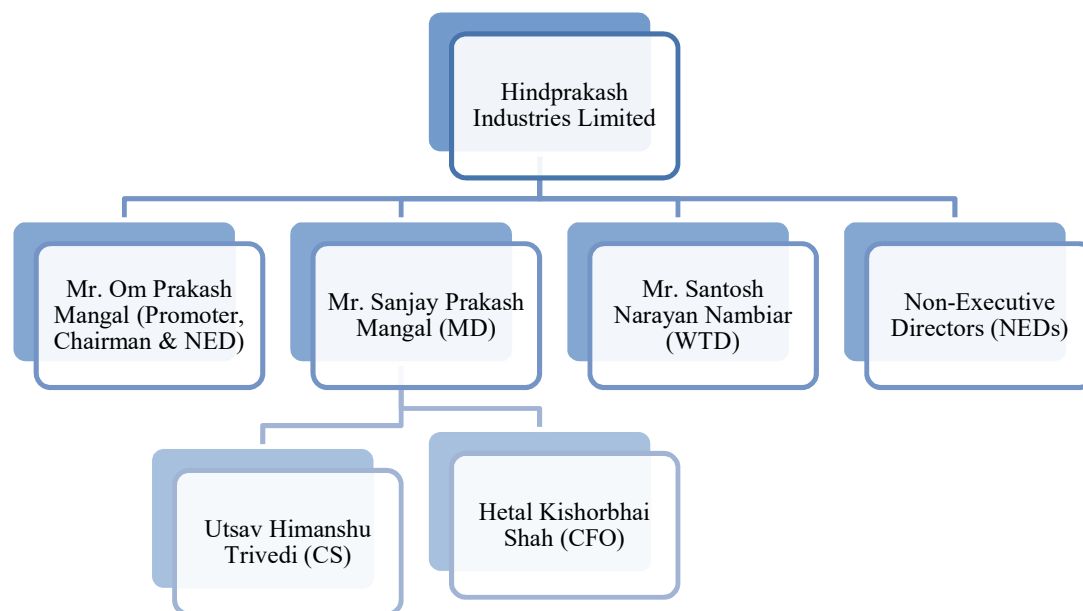 Hindprakash
Industries Limited
Mr. Om Prakash
Mangal (Promoter,
Chairman & NED)
Mr. Sanjay Prakash
Mangal (MD)
Mr. Santosh
Narayan Nambiar
(WTD)
Non-Executive
Directors (NEDs)
Utsav Himanshu
Trivedi (CS)
Hetal Kishorbhai
Shah (CFO)